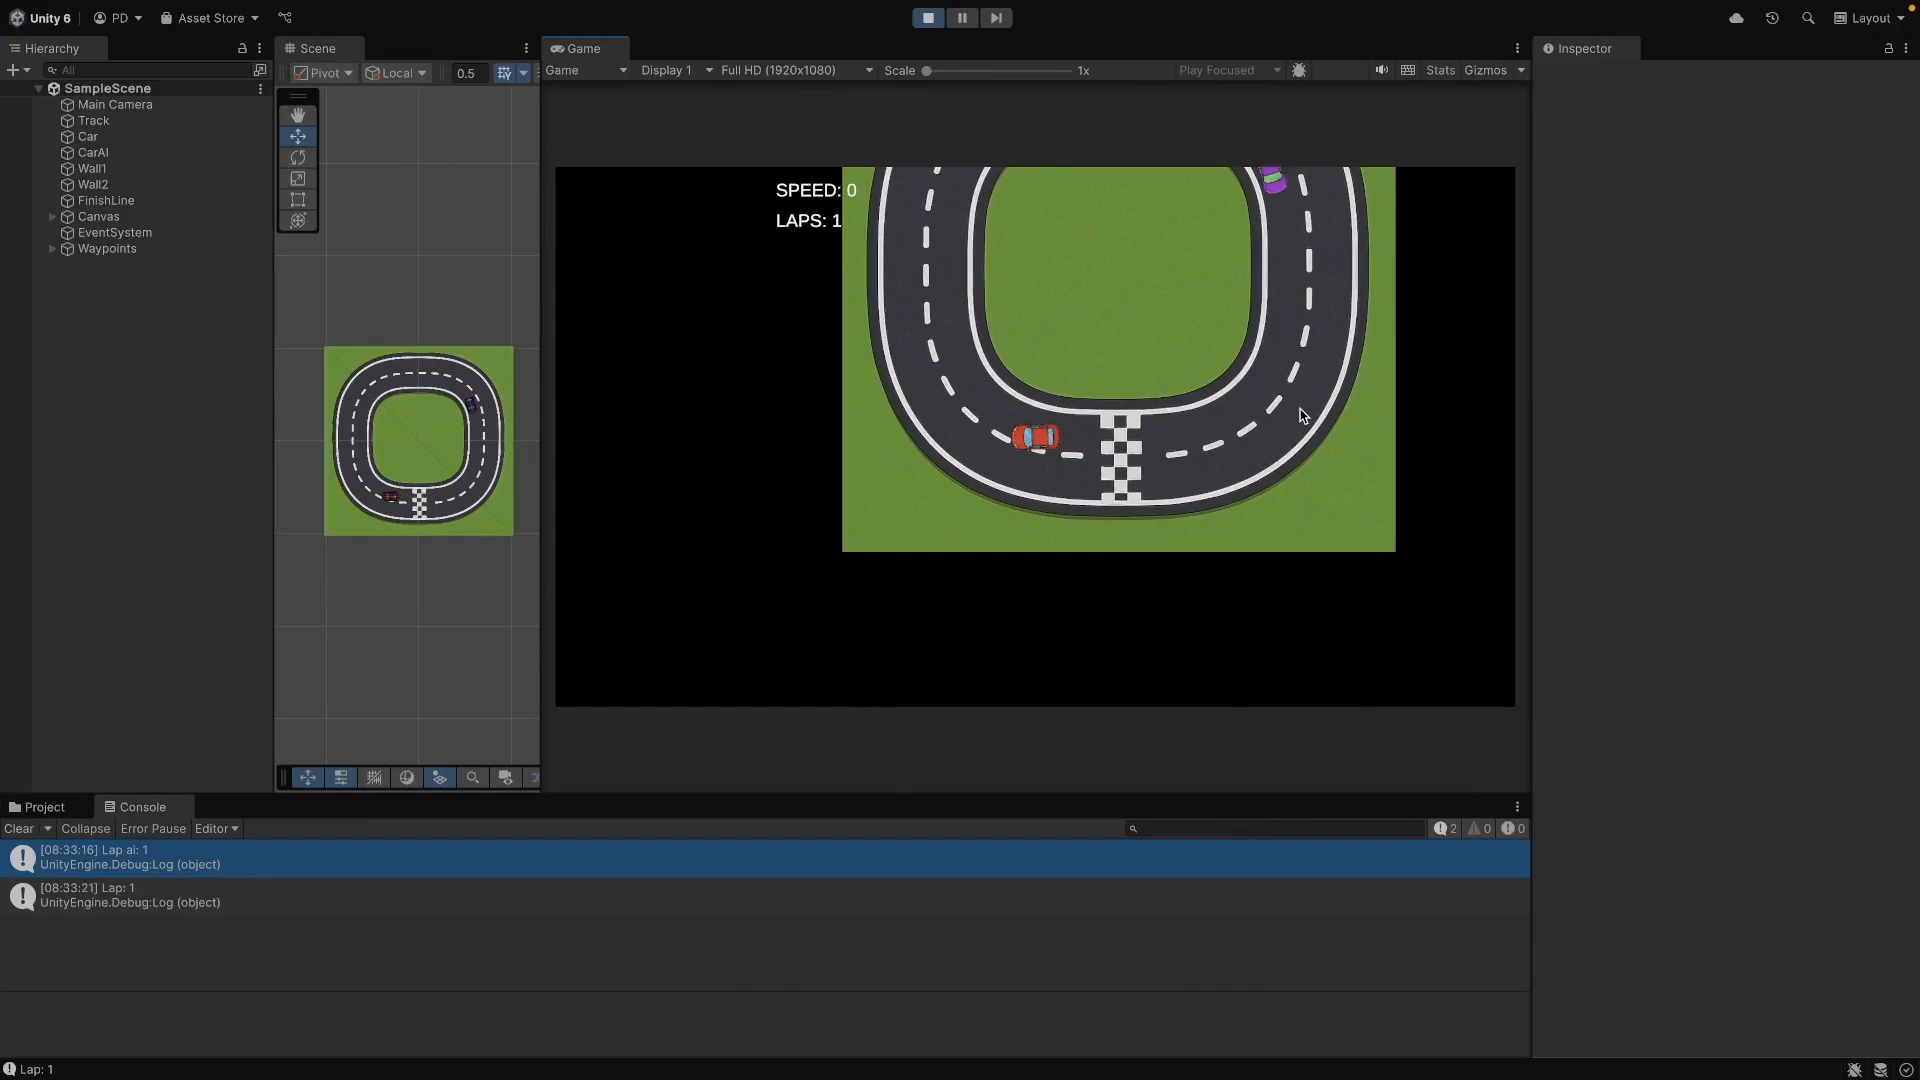 Unity 6 PD Asset Store Layout
Hierarchy Scene Game Inspector
All Pivot Local 0.5 Game Display 1 Full HD (1920x1080) Scale 1x Play Focused Stats Gizmos
SampleScene
Main Camera
Track
Car
CarAI
Wall1
Wall2
FinishLine
Canvas
EventSystem
Waypoints
SPEED: 0
LAPS: 1
Project Console
Clear Collapse Error Pause Editor 2 0 0
[08:33:16] Lap ai: 1
UnityEngine.Debug:Log (object)
[08:33:21] Lap: 1
UnityEngine.Debug:Log (object)
Lap: 1